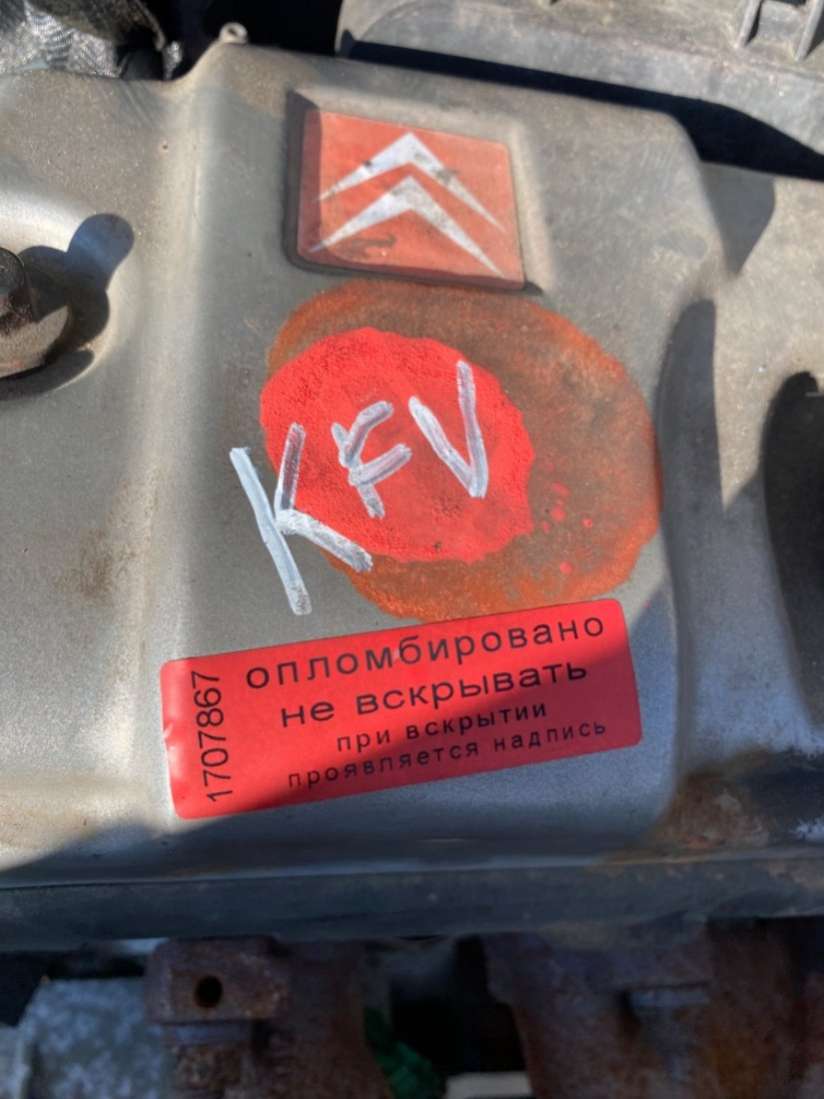 KFV
1707867
опломбировано
не вскрывать
при вскрытии
проявляется надпись